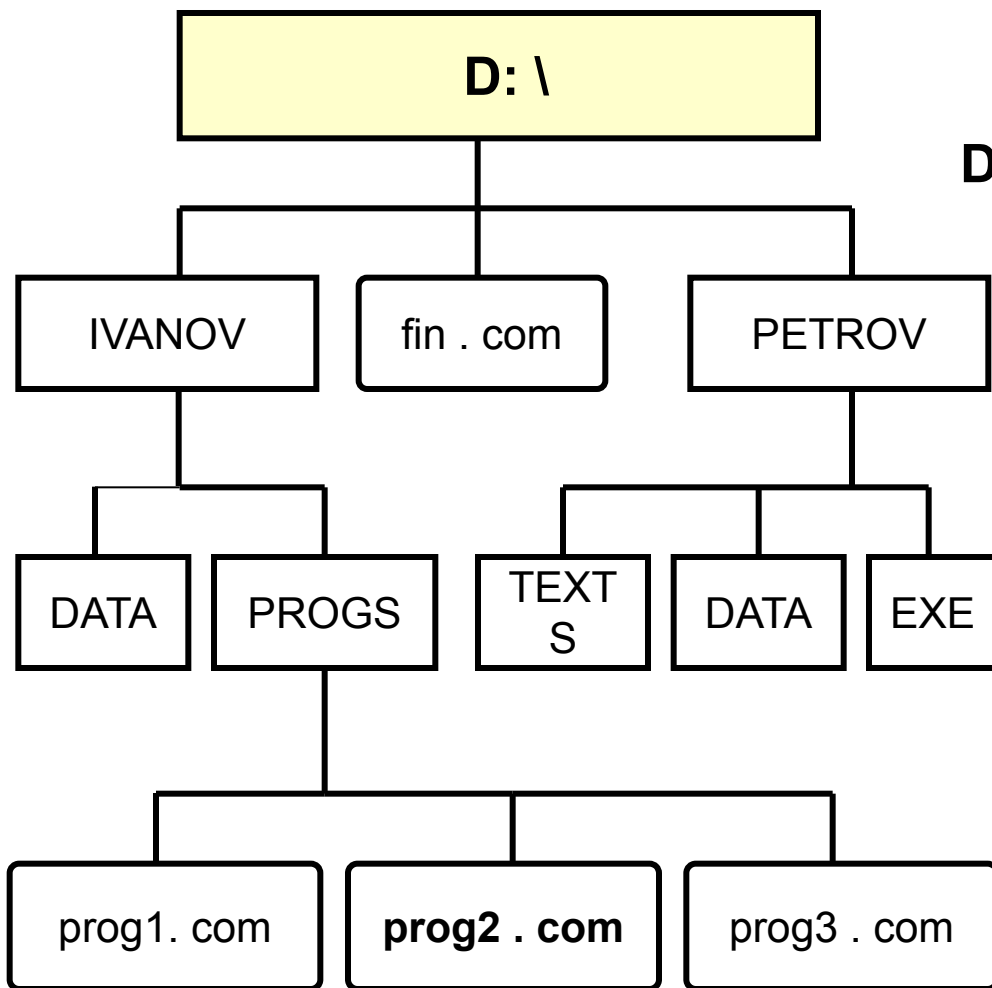 D: \
D
IVANOV
fin . com
PETROV
DATA
PROGS
TEXT
S
DATA
EXE
prog1. com
prog2 . com
prog3 . com